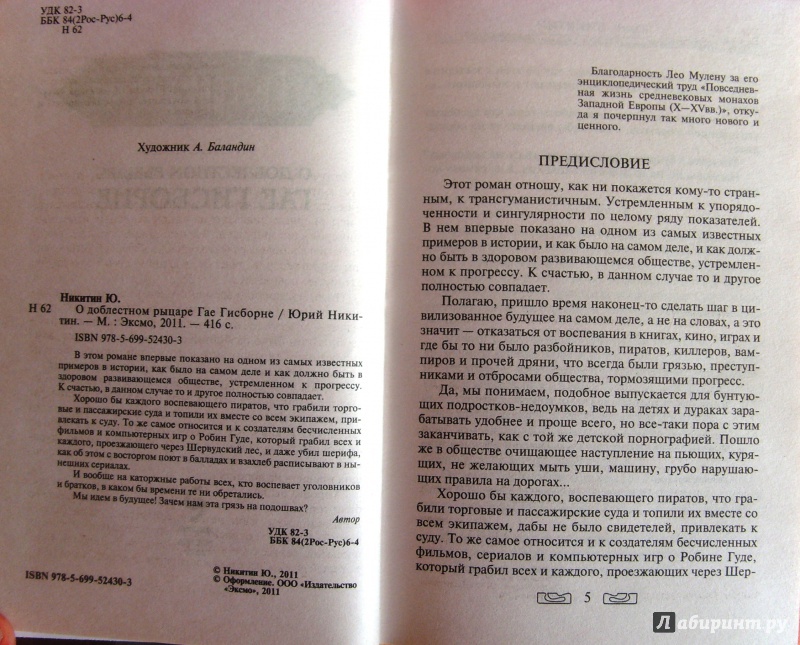 УДК 82-3
ББК 84(2Рос-Рус)6-4
Н 62
Художник А. Баландин
Никитин Ю.
Н 62 О доблестном рыцаре Гае Гисборне / Юрий Ники-
тин. — М. : Эксмо, 2011. — 416 с.
ISBN 978-5-699-52430-3
В этом романе впервые показано на одном из самых известных
примеров в истории, как было на самом деле и как должно быть в
здоровом развивающемся обществе, устремленном к прогрессу.
К счастью, в данном случае то и другое полностью совпадает.
Хорошо бы каждого воспевающего пиратов, что грабили торго-
вые и пассажирские суда и топили их вместе со всем экипажем, при-
влекать к суду. То же самое относится и к создателям бесчисленных
фильмов и компьютерных игр о Робин Гуде, который грабил всех и
каждого, проезжающего через Шервудский лес, и даже убил шерифа,
как об этом с восторгом поют в балладах и взахлеб расписывают в ны-
нешних сериалах.
И вообще на каторжные работы всех, кто воспевает уголовников
и братков, в каком бы времени те ни обретались.
Мы идем в будущее! Зачем нам эта грязь на подошвах?
Автор
УДК 82-3
ББК 84(2Рос-Рус)6-4
© Никитин Ю., 2011
© Оформление. ООО «Издательство
«Эксмо», 2011
ISBN 978-5-699-52430-3
Благодарность Лео Мулену за его
энциклопедический труд «Повседнев-
ная жизнь средневековых монахов
Западной Европы (X—XVвв.)», отку-
да я почерпнул так много нового и
ценного.
ПРЕДИСЛОВИЕ
Этот роман отношу, как ни покажется кому-то стран-
ным, к трансгуманистичным. Устремленным к упорядо-
ченности и сингулярности по целому ряду показателей.
В нем впервые показано на одном из самых известных
примеров в истории, и как было на самом деле, и как долж-
но быть в здоровом развивающемся обществе, устремлен-
ном к прогрессу. К счастью, в данном случае то и другое
полностью совпадает.
Полагаю, пришло время наконец-то сделать шаг в ци-
вилизованное будущее на самом деле, а не на словах, а это
значит — отказаться от воспевания в книгах, кино, играх и
где бы то ни было разбойников, пиратов, киллеров, вам-
пиров и прочей дряни, что всегда были грязью, преступ-
никами и отбросами общества, тормозящими прогресс.
Да, мы понимаем, подобное выпускается для бунтую-
щих подростков-недоумков, ведь на детях и дураках зара-
батывать удобнее и проще всего, но все-таки пора с этим
заканчивать, как с той же детской порнографией. Пошло
же в обществе очищающее наступление на пьющих, куря-
щих, не желающих мыть уши, машину, грубо нарушаю-
щих правила на дорогах...
Хорошо бы каждого, воспевающего пиратов, что гра-
били торговые и пассажирские суда и топили их вместе со
всем экипажем, дабы не было свидетелей, привлекать к
суду. То же самое относится и к создателям бесчисленных
фильмов, сериалов и компьютерных игр о Робине Гуде,
который грабил всех и каждого, проезжающих через Шер-
5
Лабиринт.ру